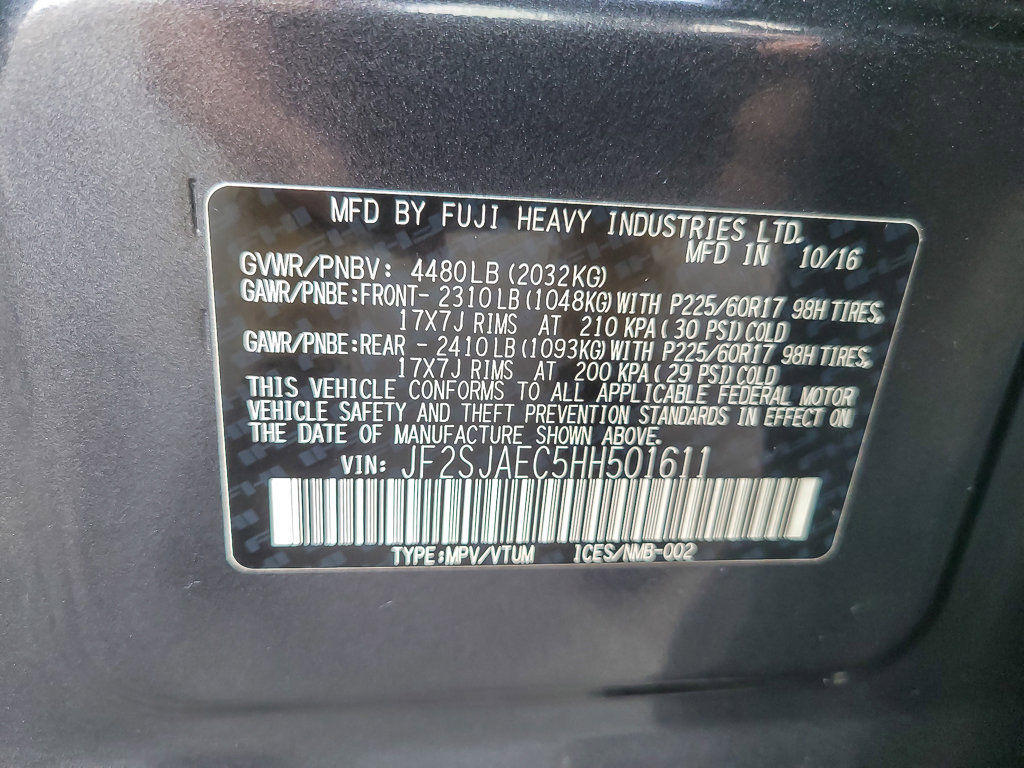 MFD BY FUJI HEAVY INDUSTRIES LTD.
MFD IN 10/16
GVWR/PNBV: 4480LB (2032KG)
GAWR/PNBE:FRONT- 2310LB (1048KG) WITH P225/60R17 98H TIRES,
17X7J RIMS AT 210 KPA ( 30 PSI) COLD
GAWR/PNBE:REAR - 2410LB (1093KG) WITH P225/60R17 98H TIRES,
17X7J RIMS AT 200 KPA (29 PSI) COLD
THIS VEHICLE CONFORMS TO ALL APPLICABLE FEDERAL MOTOR
VEHICLE SAFETY AND THEFT PREVENTION STANDARDS IN EFFECT ON
THE DATE OF MANUFACTURE SHOWN ABOVE.
VIN: JF2SJAEC5HH501611
TYPE:MPV/VTUM ICES/NMB-002